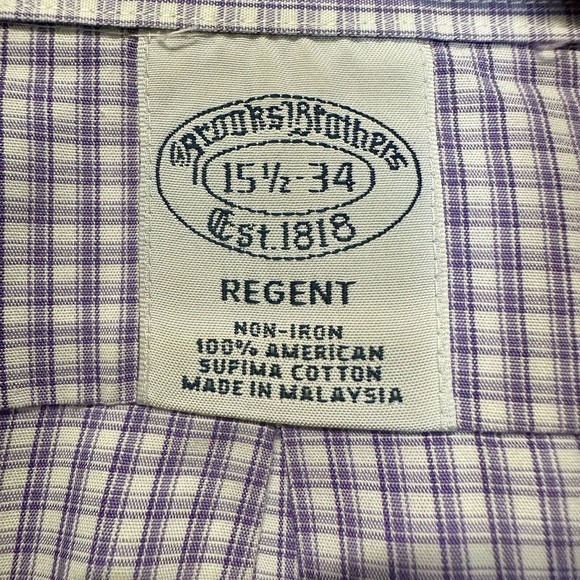 Brooks Brothers
15½-34
Est. 1818
REGENT
NON-IRON
100% AMERICAN
SUPIMA COTTON
MADE IN MALAYSIA